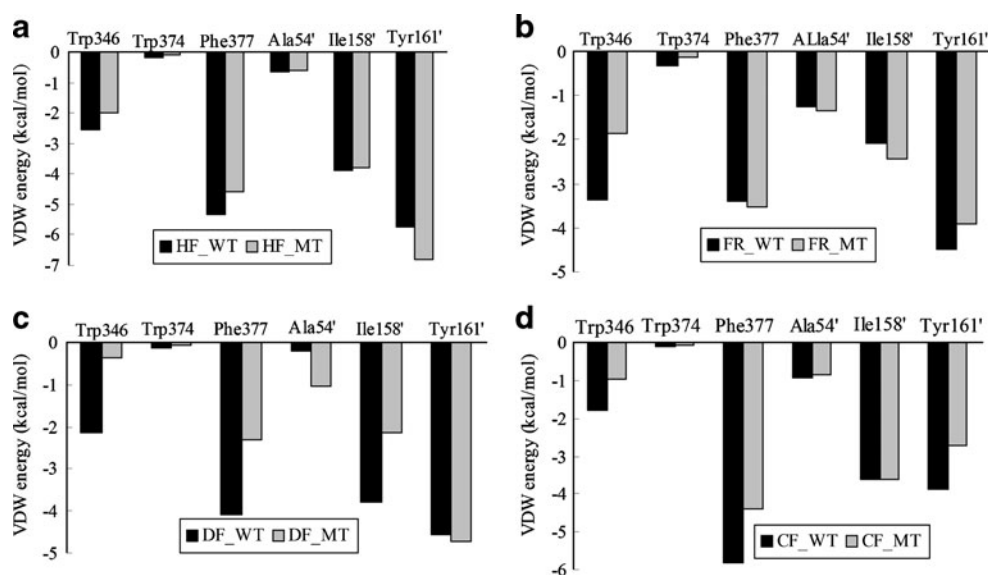 a
Trp346 Trp374 Phe377 Ala54' Ile158' Tyr161'
VDW energy (kcal/mol)
0
-1
-2
-3
-4
-5
-6
-7
HF_WT HF_MT
b
Trp346 Trp374 Phe377 ALla54' Ile158' Tyr161'
VDW energy (kcal/mol)
0
-1
-2
-3
-4
-5
FR_WT FR_MT
c
Trp346 Trp374 Phe377 Ala54' Ile158' Tyr161'
VDW energy (kcal/mol)
0
-1
-2
-3
-4
-5
DF_WT DF_MT
d
Trp346 Trp374 Phe377 Ala54' Ile158' Tyr161'
VDW energy (kcal/mol)
0
-1
-2
-3
-4
-5
-6
CF_WT CF_MT